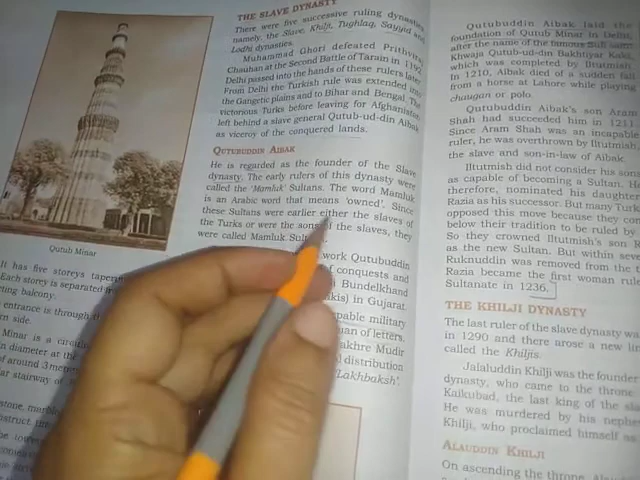 THE SLAVE DYNASTY
There were five successive ruling dynasties
namely, the Slave, Khilji, Tughlaq, Sayyid and
Lodhi dynasties.
Muhammad Ghori defeated Prithviraj
Chauhan at the Second Battle of Tarain in 1192.
Delhi passed into the hands of these rulers later.
From Delhi the Turkish rule was extended into
the Gangetic plains and to Bihar and Bengal. The
victorious Turks before leaving for Afghanistan
left behind a slave general Qutub-ud-din Aibak
as viceroy of the conquered lands.
QUTUBUDDIN AIBAK
He is regarded as the founder of the Slave
dynasty. The early rulers of this dynasty were
called the 'Mamluk' Sultans. The word Mamluk
is an Arabic word that means 'owned'. Since
these Sultans were earlier either the slaves of
the Turks or were the sons of the slaves, they
were called Mamluk
work Qutubuddin
of conquests and
Bundelkhand
in Gujarat.
military
of letters.
Mudir
distribution
'Lakhbaksh'.
Qutub Minar
It has five storeys
Each storey is separated
balcony.
entrance is through
side.
Minar is a
in diameter at the
of around 3
stairway of
stone,
Qutubuddin Aibak laid the
foundation of Qutub Minar in Delhi,
after the name of the famous Sufi saint
Khwaja Qutub-ud-din Bakhtiyar Kaki,
which was completed by Iltutmish.
In 1210, Aibak died of a sudden fall
from a horse at Lahore while playing
chaugan or polo.
Qutubuddin Aibak's son Aram
Shah had succeeded him in 1211.
Since Aram Shah was an incapable
ruler, he was overthrown by Iltutmish,
the slave and son-in-law of Aibak.
Iltutmish did not consider his sons
as capable of becoming a Sultan. He
therefore, nominated his daughter
Razia as his successor. But many Turks
opposed this move because they
below their tradition to be ruled by
So they crowned Iltutmish's son
as the new Sultan. But within
Ruknuddin was removed from the
Razia became the first woman
Sultanate in 1236.
THE KHILJI DYNASTY
The last ruler of the slave dynasty was
in 1290 and there arose a new
called the Khiljis.
Jalaluddin Khilji was the founder
dynasty, who came to the throne
Kaikubad, the last king of the
He was murdered by his nephew
Khilji, who proclaimed himself as
ALAUDDIN KHILJI
On ascending the throne,